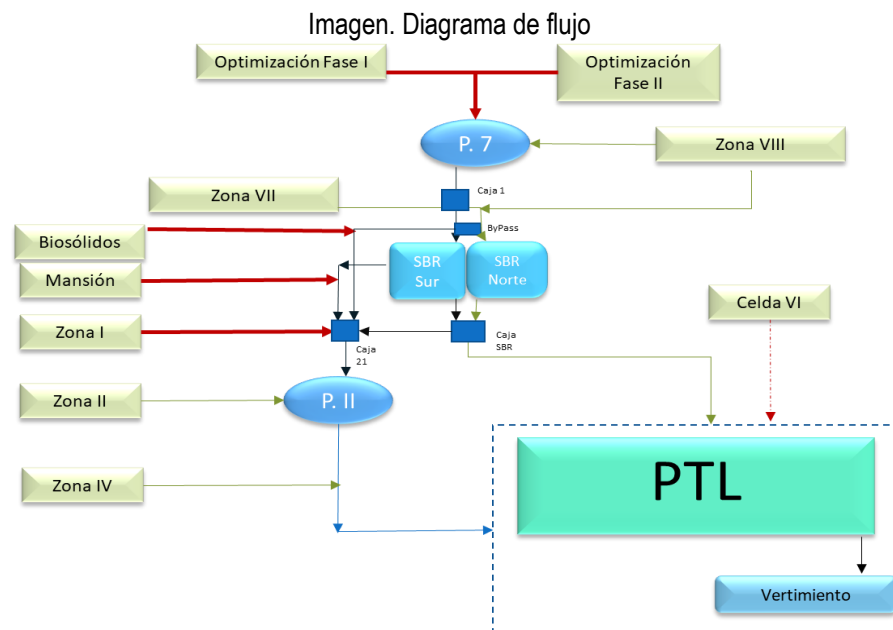 Imagen. Diagrama de flujo
Optimización Fase I
Optimización
Fase II
P. 7
Zona VIII
Zona VII
Caja 1
ByPass
Biosólidos
SBR
Sur
SBR
Norte
Mansión
Celda VI
Zona I
Caja
21
Caja
SBR
Zona II
P. II
PTL
Zona IV
Vertimiento